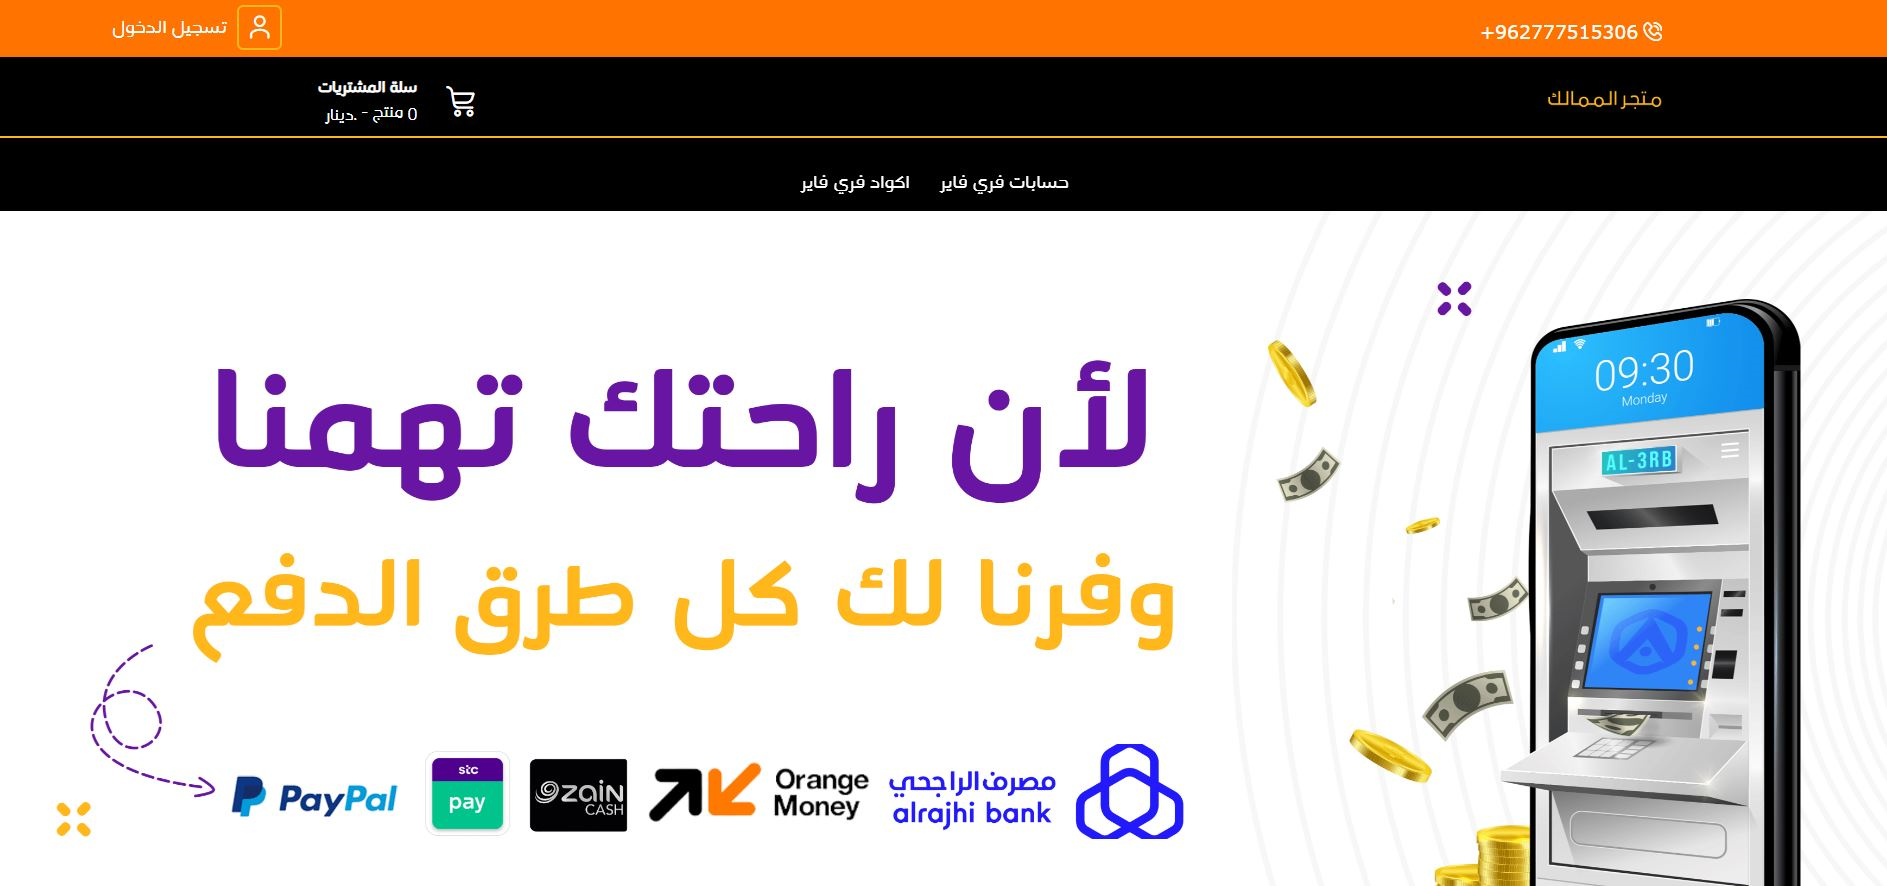 +962777515306
تسجيل الدخول
متجر الممالك
سلة المشتريات
0 منتج - .دينار
حسابات فري فاير
اكواد فري فاير
لأن راحتك تهمنا
وفرنا لك كل طرق الدفع
09:30
Monday
AL-3RB
مصرف الراجحي
alrajhi bank
Orange
Money
zain
CASH
stc
pay
PayPal